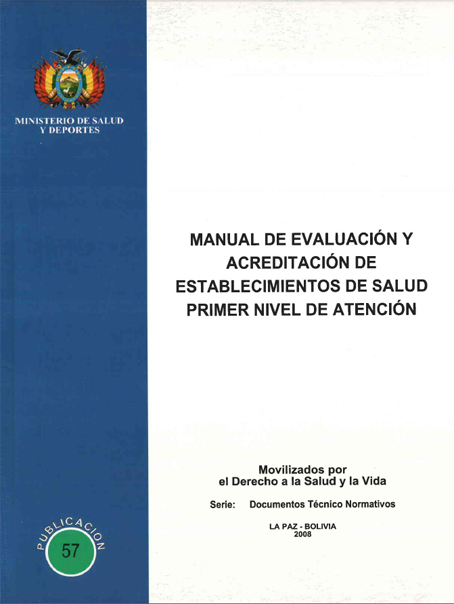 MINISTERIO DE SALUD
Y DEPORTES
MANUAL DE EVALUACIÓN Y
ACREDITACIÓN DE
ESTABLECIMIENTOS DE SALUD
PRIMER NIVEL DE ATENCIÓN
Movilizados por
el Derecho a la Salud y la Vida
Serie: Documentos Técnico Normativos
LA PAZ - BOLIVIA
2008
PUBLICACION
57